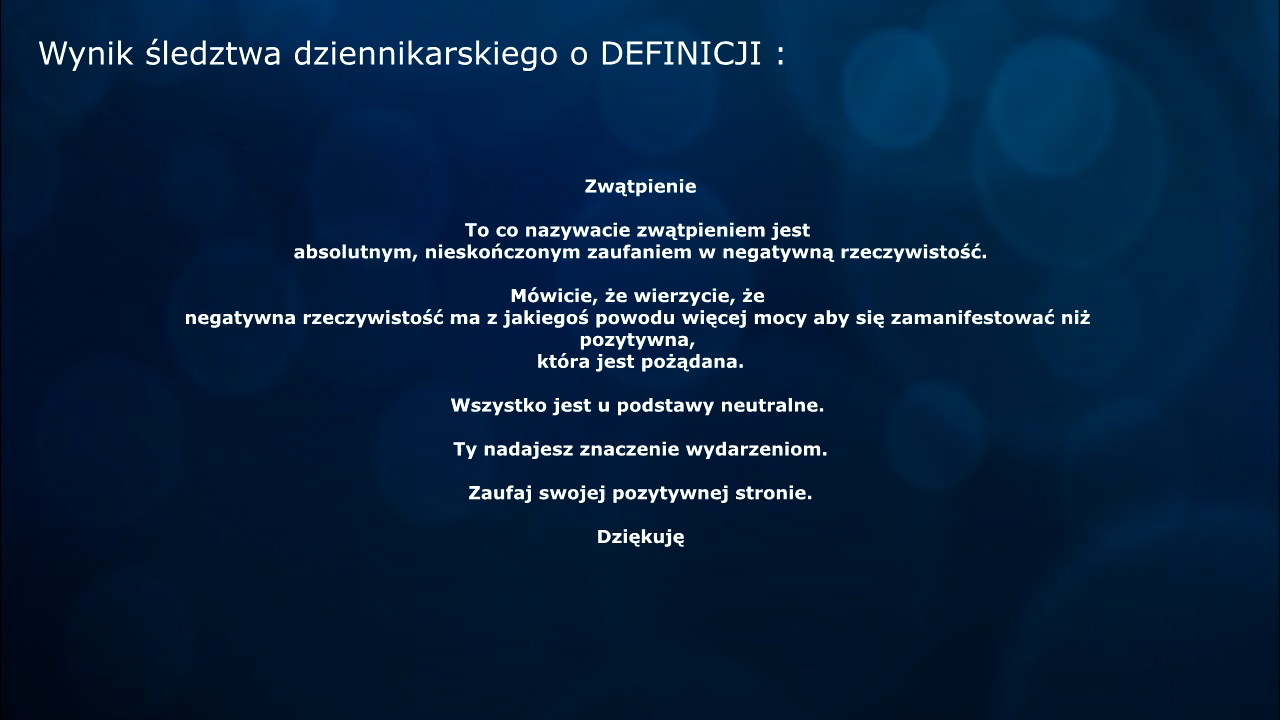 Wynik śledztwa dziennikarskiego o DEFINICJI :
Zwątpienie
To co nazywacie zwątpieniem jest
absolutnym, nieskończonym zaufaniem w negatywną rzeczywistość.
Mówicie, że wierzycie, że
negatywna rzeczywistość ma z jakiegoś powodu więcej mocy aby się zamanifestować niż
pozytywna,
która jest pożądana.
Wszystko jest u podstawy neutralne.
Ty nadajesz znaczenie wydarzeniom.
Zaufaj swojej pozytywnej stronie.
Dziękuję